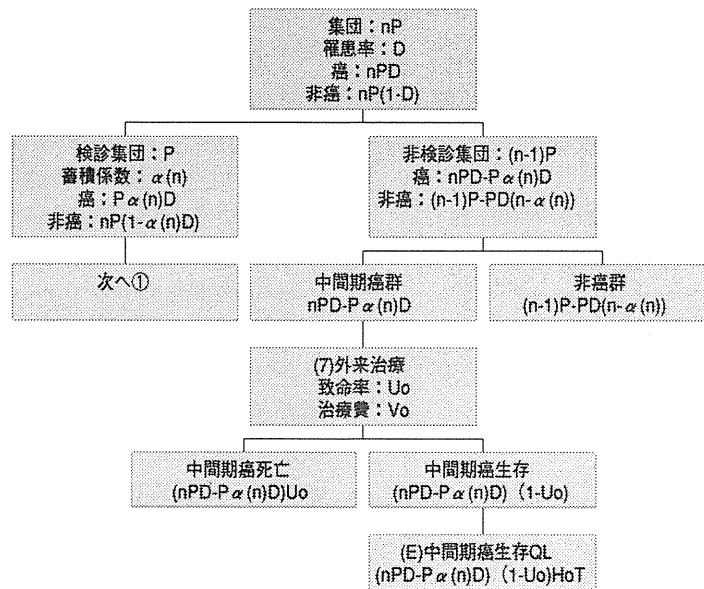 集団：nP
罹患率：D
癌：nPD
非癌：nP(1-D)
検診集団：P
蓄積係数：α(n)
癌：Pα(n)D
非癌：nP(1-α(n)D)
非検診集団：(n-1)P
癌：nPD-Pα(n)D
非癌：(n-1)P-PD(n-α(n))
次へ①
中間期癌群
nPD-Pα(n)D
非癌群
(n-1)P-PD(n-α(n))
(7)外来治療
致命率：Uo
治療費：Vo
中間期癌死亡
(nPD-Pα(n)D)Uo
中間期癌生存
(nPD-Pα(n)D)（1-Uo)
(E)中間期癌生存QL
(nPD-Pα(n)D)（1-Uo)HoT